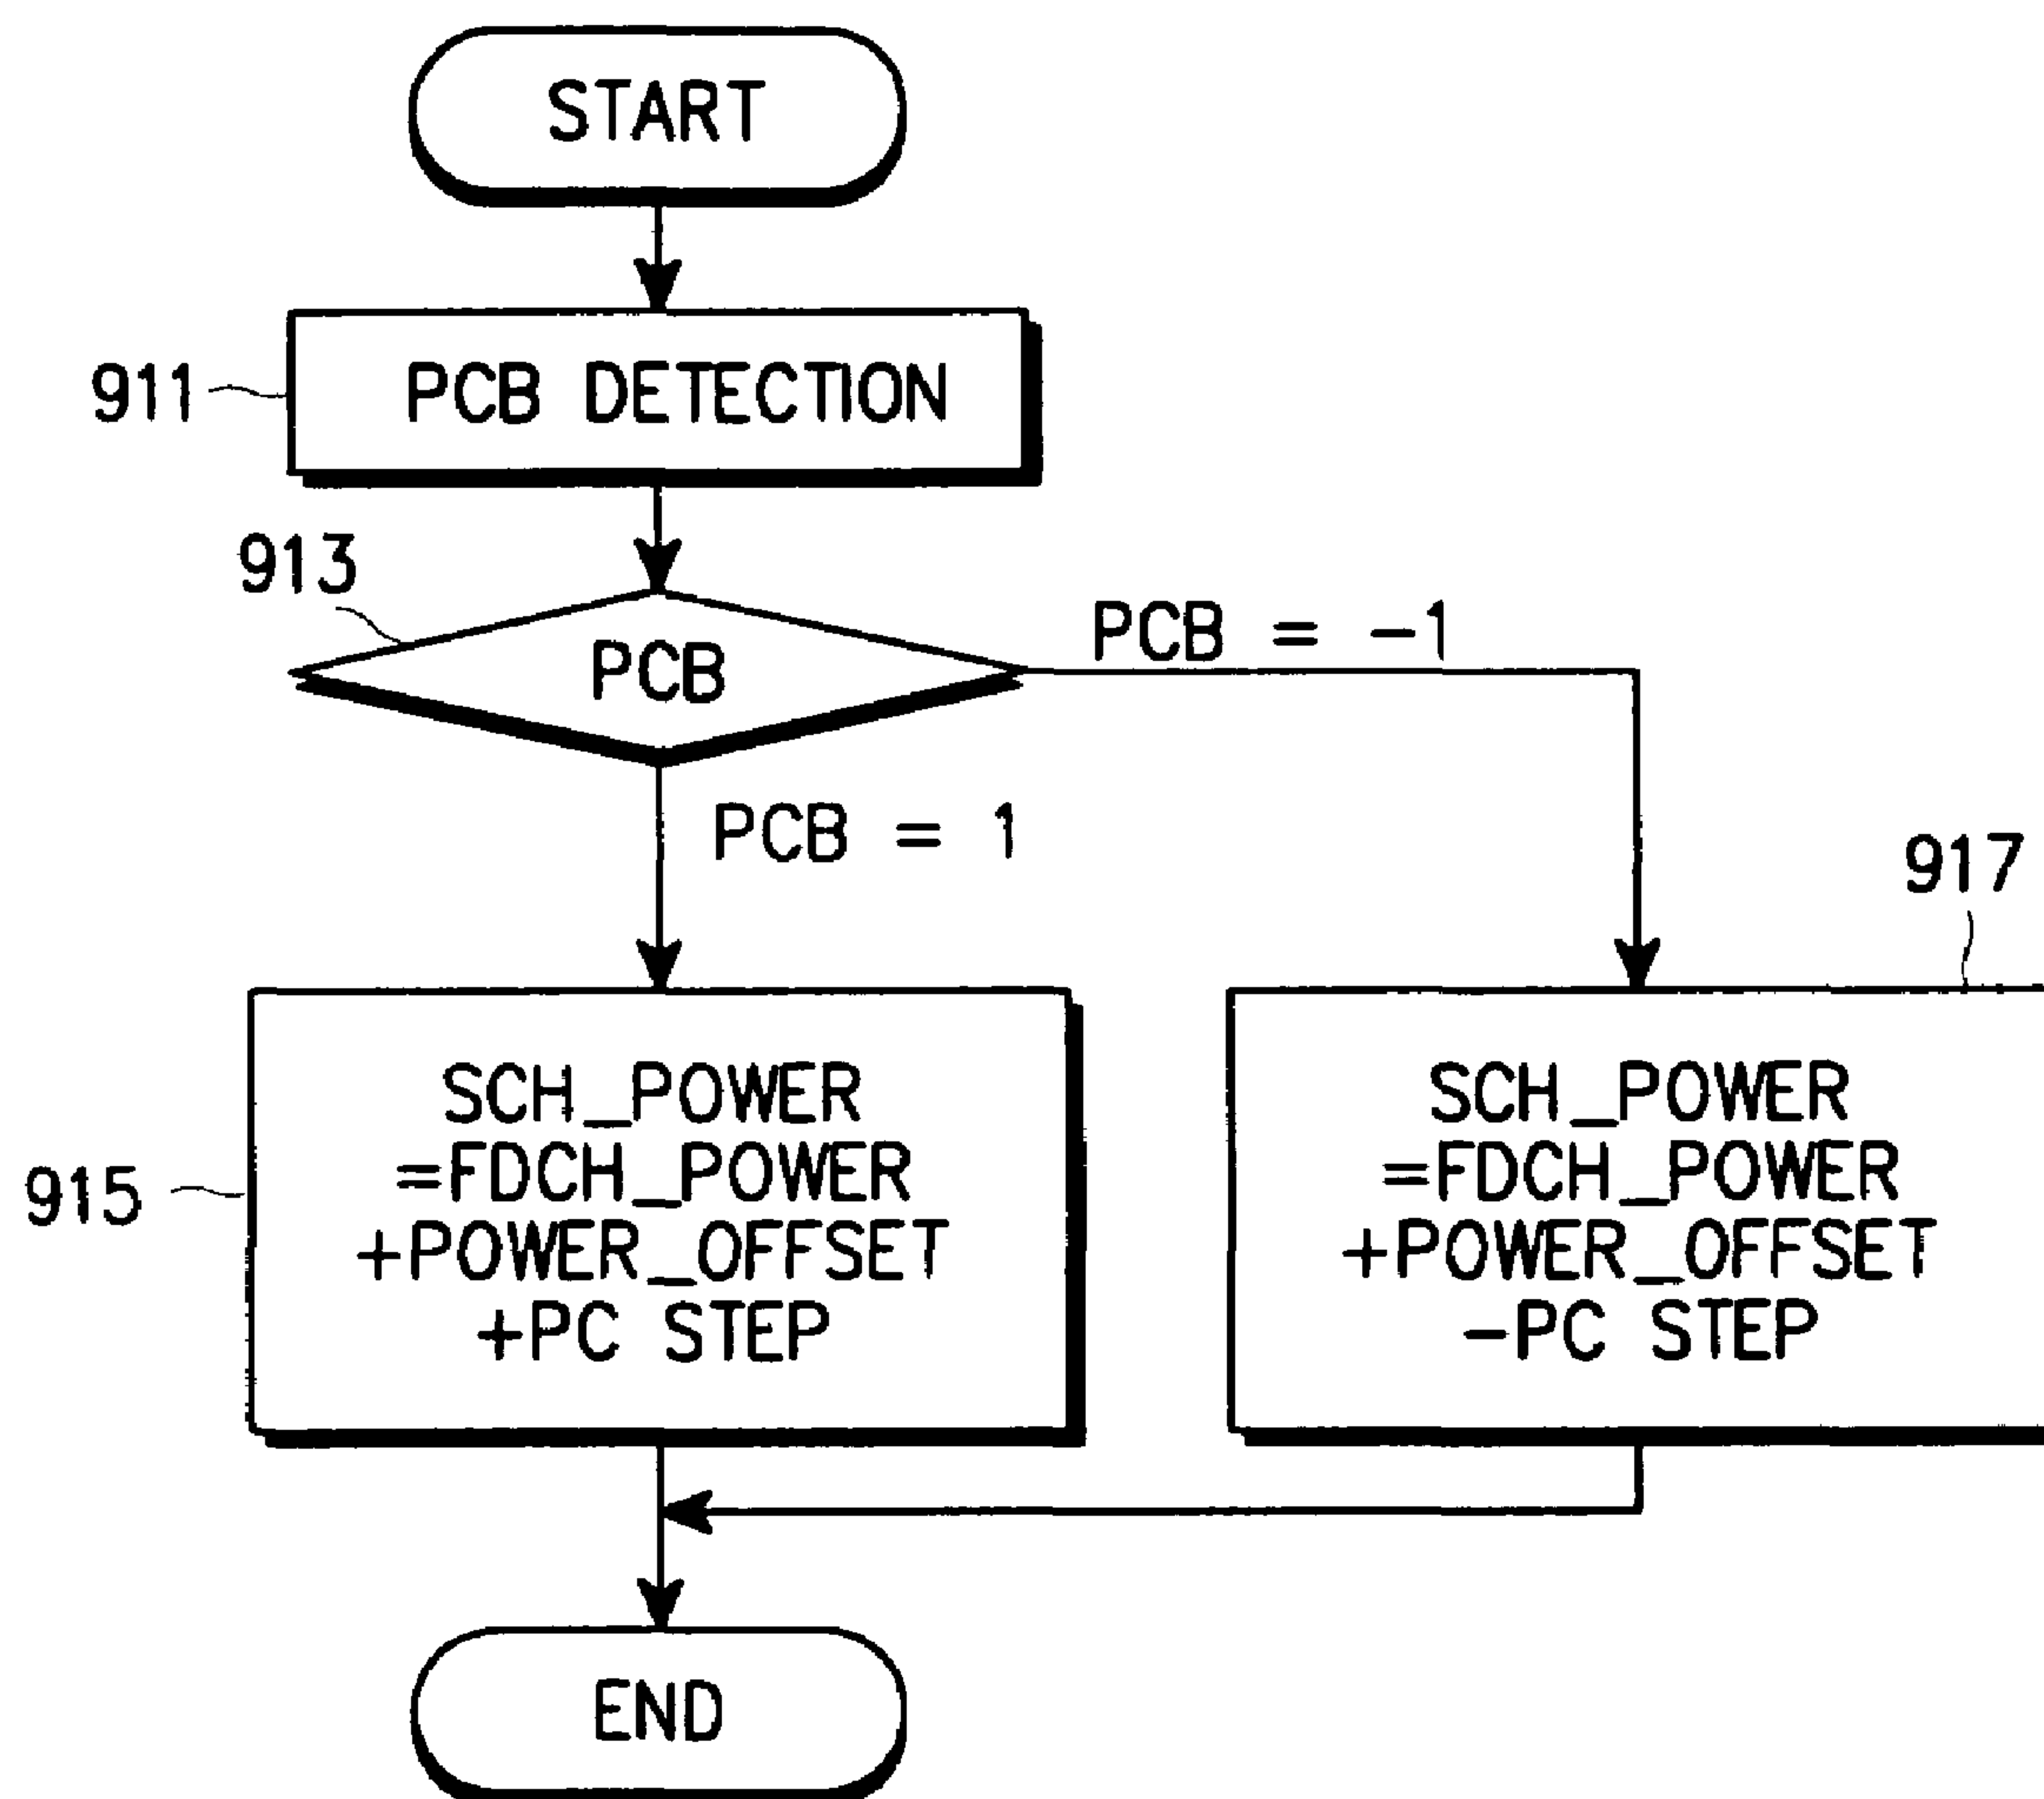 START
911
PCB DETECTION
913
PCB
PCB = -1
PCB = 1
917
915
SCH_POWER
=FDCH_POWER
+POWER_OFFSET
+PC STEP
SCH_POWER
=FDCH_POWER
+POWER_OFFSET
-PC STEP
END